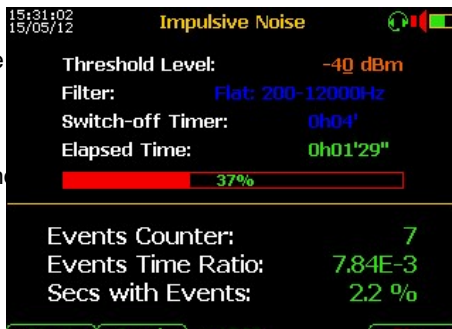 15:31:02
15/05/12
Impulsive Noise
Threshold Level: -40 dBm
Filter: Flat: 200-12000Hz
Switch-off Timer: 0h04'
Elapsed Time: 0h01'29"
37%
Events Counter: 7
Events Time Ratio: 7.84E-3
Secs with Events: 2.2 %